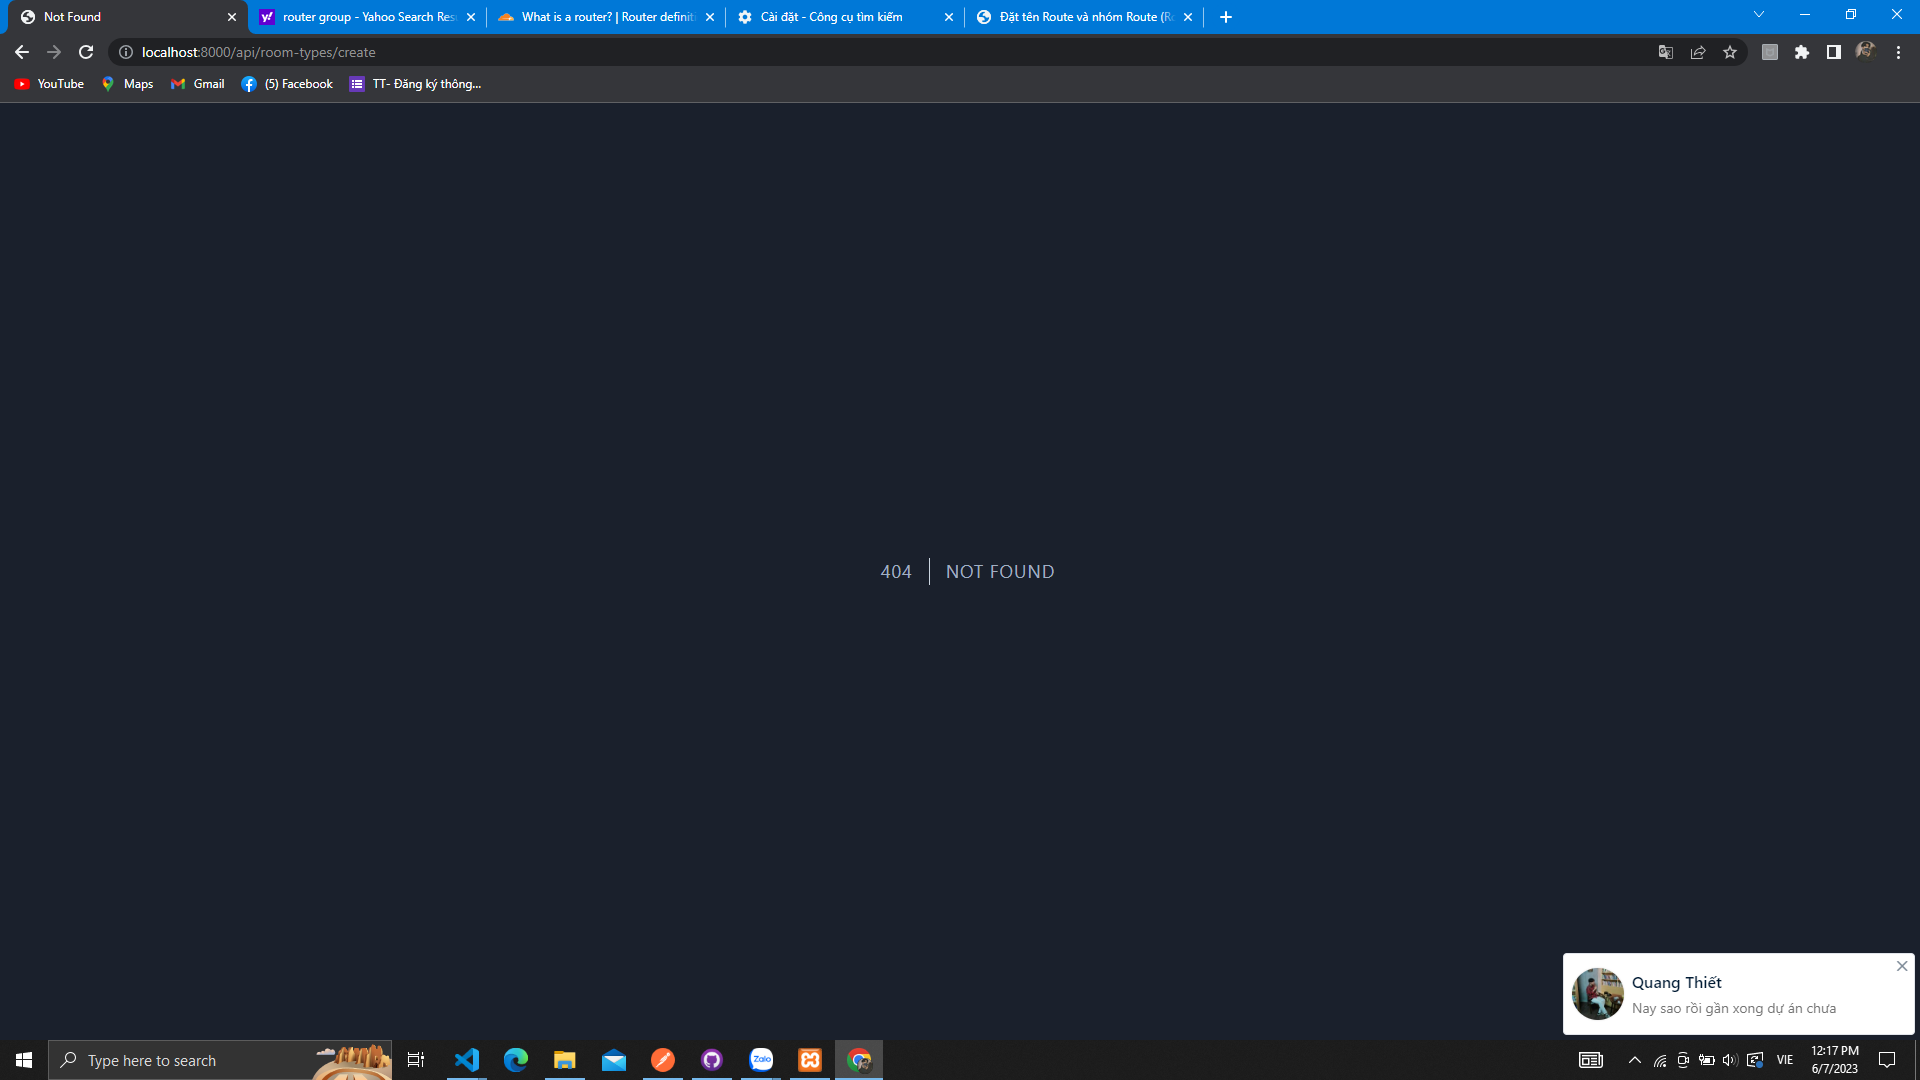 Not Found
router group - Yahoo Search Res
What is a router? | Router definiti
Cài đặt - Công cụ tìm kiếm
Đặt tên Route và nhóm Route (Ro
localhost:8000/api/room-types/create
YouTube
Maps
Gmail
(5) Facebook
TT- Đăng ký thông...
404
NOT FOUND
Quang Thiết
Nay sao rồi gần xong dự án chưa
Type here to search
Zalo
VIE
12:17 PM
6/7/2023